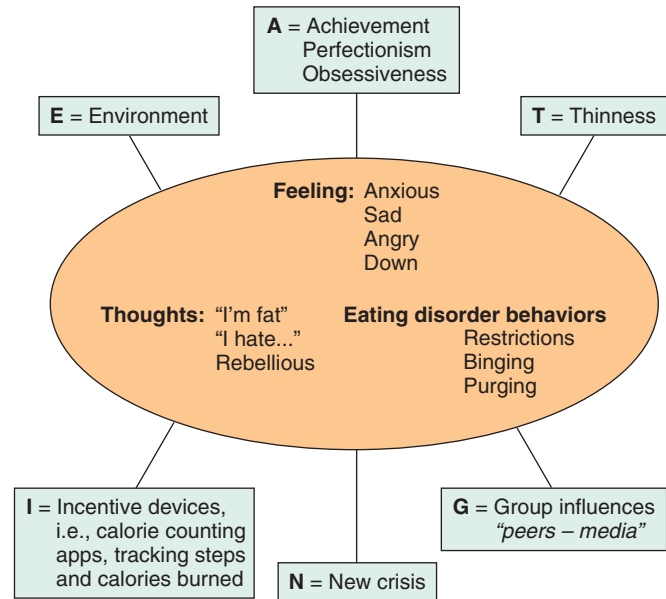 A = Achievement
Perfectionism
Obsessiveness
E = Environment
T = Thinness
Feeling: Anxious
Sad
Angry
Down
Thoughts: “I’m fat”
“I hate...”
Rebellious
Eating disorder behaviors
Restrictions
Binging
Purging
I = Incentive devices,
i.e., calorie counting
apps, tracking steps
and calories burned
N = New crisis
G = Group influences
“peers – media”